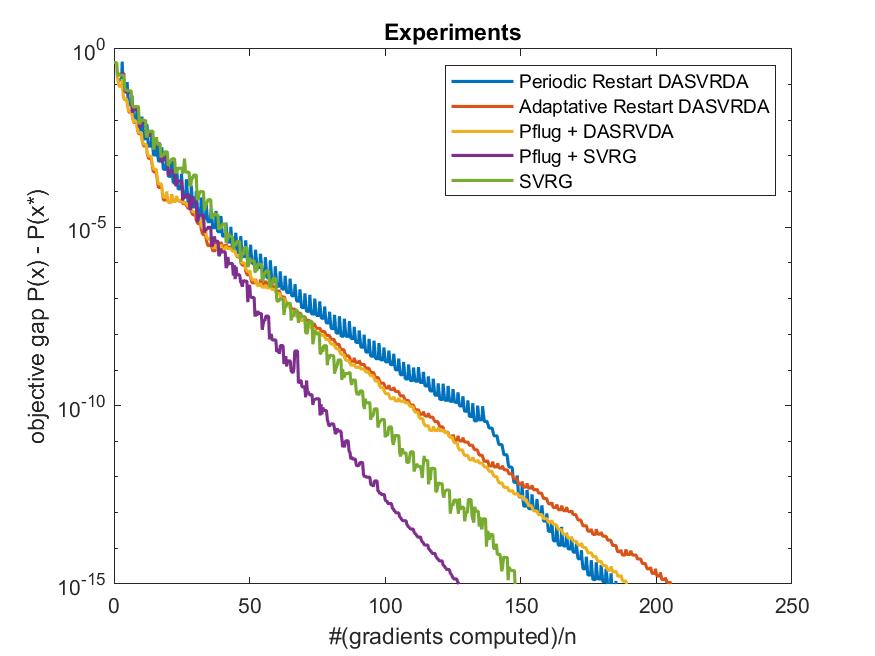 Experiments
10^0
10^-5
10^-10
10^-15
objective gap P(x) - P(x*)
Periodic Restart DASVRDA
Adaptative Restart DASVRDA
Pflug + DASRVDA
Pflug + SVRG
SVRG
0 50 100 150 200 250
#(gradients computed)/n